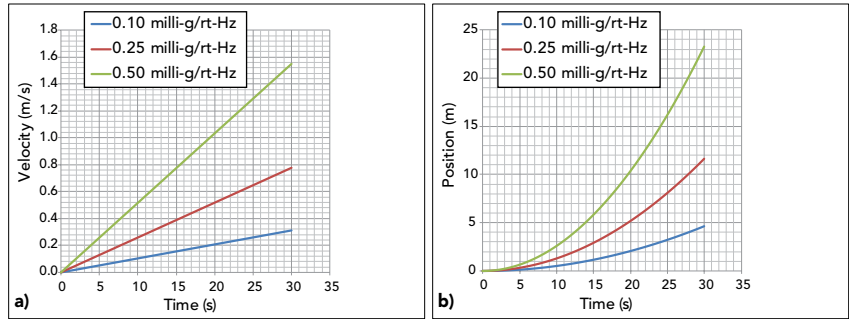 0.10 milli-g/rt-Hz
0.25 milli-g/rt-Hz
0.50 milli-g/rt-Hz
Velocity (m/s)
1.8
1.6
1.4
1.2
1.0
0.8
0.6
0.4
0.2
0.0
0 5 10 15 20 25 30 35
Time (s)
a)
0.10 milli-g/rt-Hz
0.25 milli-g/rt-Hz
0.50 milli-g/rt-Hz
Position (m)
25
20
15
10
5
0
0 5 10 15 20 25 30 35
Time (s)
b)